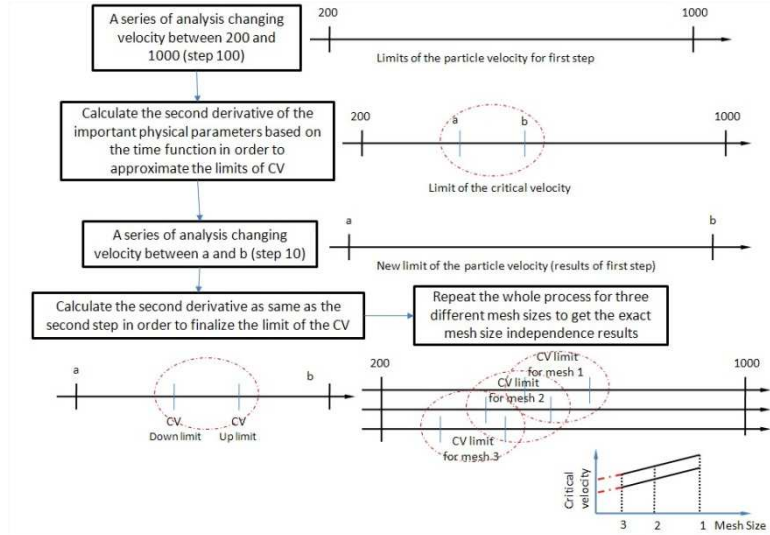 A series of analysis changing
velocity between 200 and
1000 (step 100)
200
1000
Limits of the particle velocity for first step
Calculate the second derivative of the
important physical parameters based on
the time function in order to
approximate the limits of CV
200
a
b
1000
Limit of the critical velocity
A series of analysis changing
velocity between a and b (step 10)
a
b
New limit of the particle velocity (results of first step)
Calculate the second derivative as same as the
second step in order to finalize the limit of the CV
Repeat the whole process for three
different mesh sizes to get the exact
mesh size independence results
a
b
CV
Down limit
CV
Up limit
200
1000
CV limit
for mesh 1
CV limit
for mesh 2
CV limit
for mesh 3
Critical
velocity
3
2
1
Mesh Size